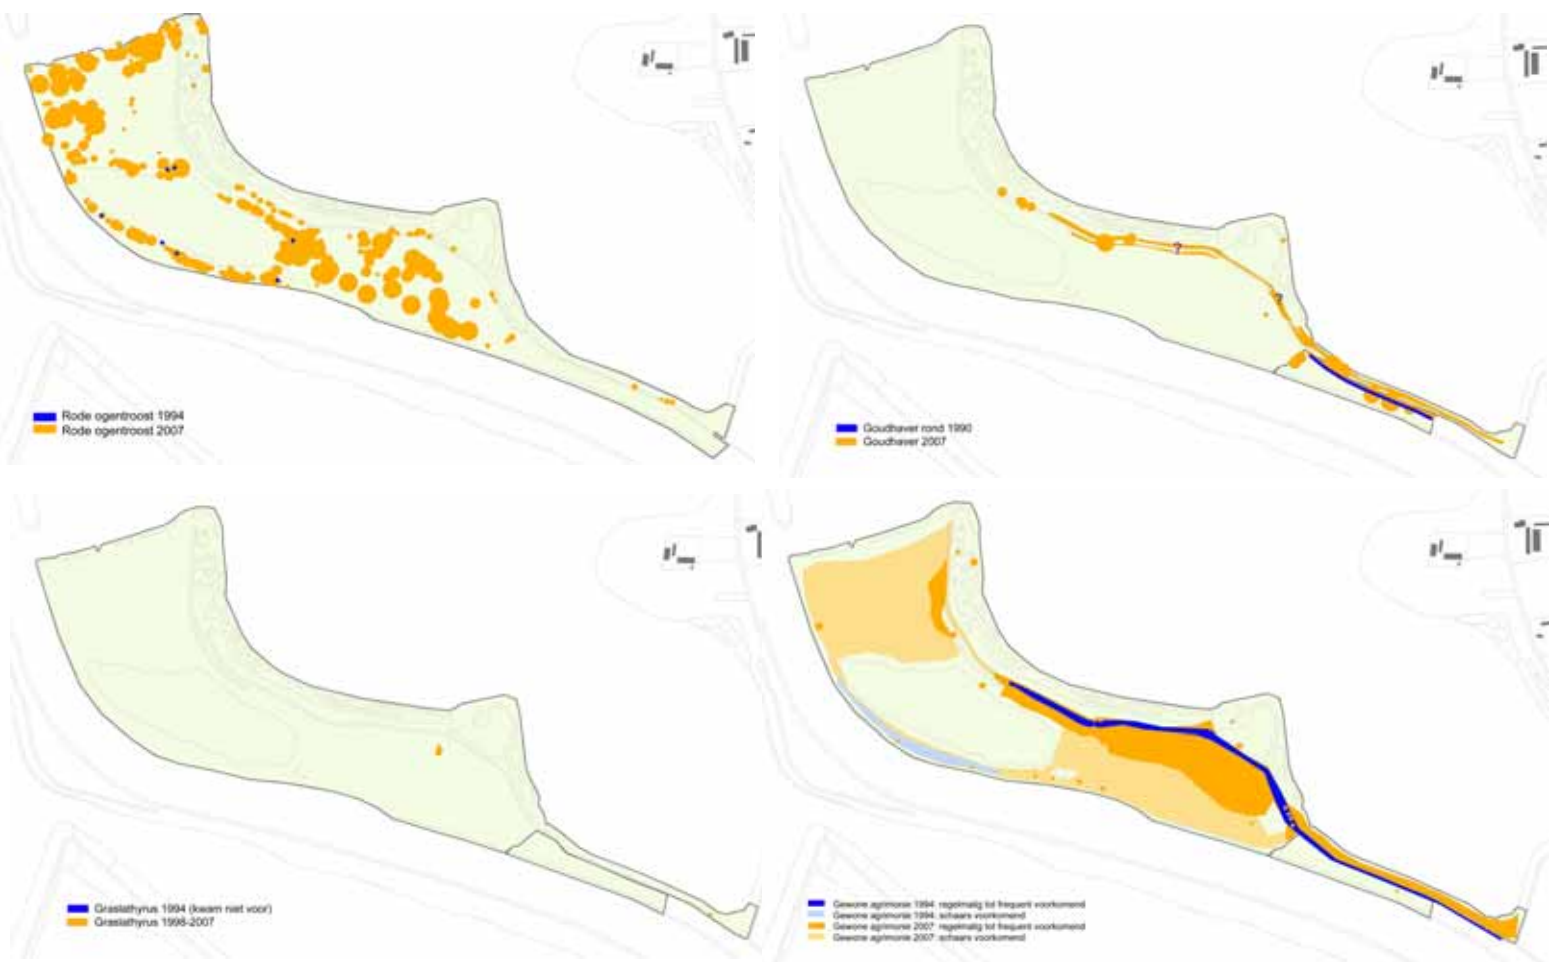 Rode ogentroost 1994
Rode ogentroost 2007
?
?
Goudhaver rond 1990
Goudhaver 2007
Graslathyrus 1994 (kwam niet voor)
Graslathyrus 1998-2007
Gewone agrimonie 1994: regelmatig tot frequent voorkomend
Gewone agrimonie 1994: schaars voorkomend
Gewone agrimonie 2007: regelmatig tot frequent voorkomend
Gewone agrimonie 2007: schaars voorkomend